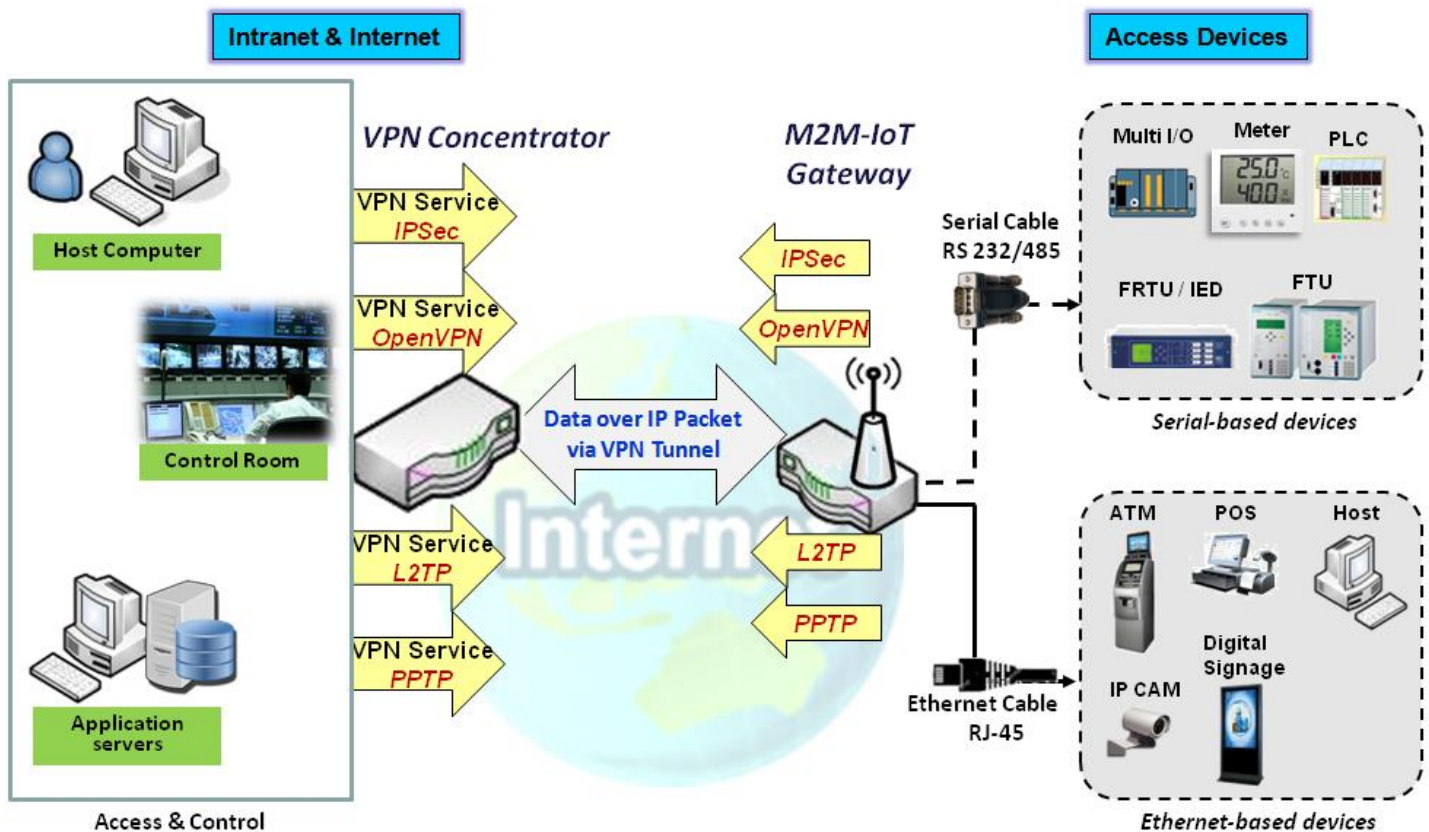 Intranet & Internet
Access Devices
VPN Concentrator
M2M-IoT
Gateway
Host Computer
Control Room
Application
servers
Access & Control
VPN Service
IPSec
VPN Service
OpenVPN
VPN Service
L2TP
VPN Service
PPTP
Data over IP Packet
via VPN Tunnel
Internet
IPSec
OpenVPN
L2TP
PPTP
Serial Cable
RS 232/485
Ethernet Cable
RJ-45
Multi I/O
Meter
PLC
25.0 °C
40.0
FRTU / IED
FTU
Serial-based devices
ATM
POS
Host
IP CAM
Digital
Signage
Ethernet-based devices